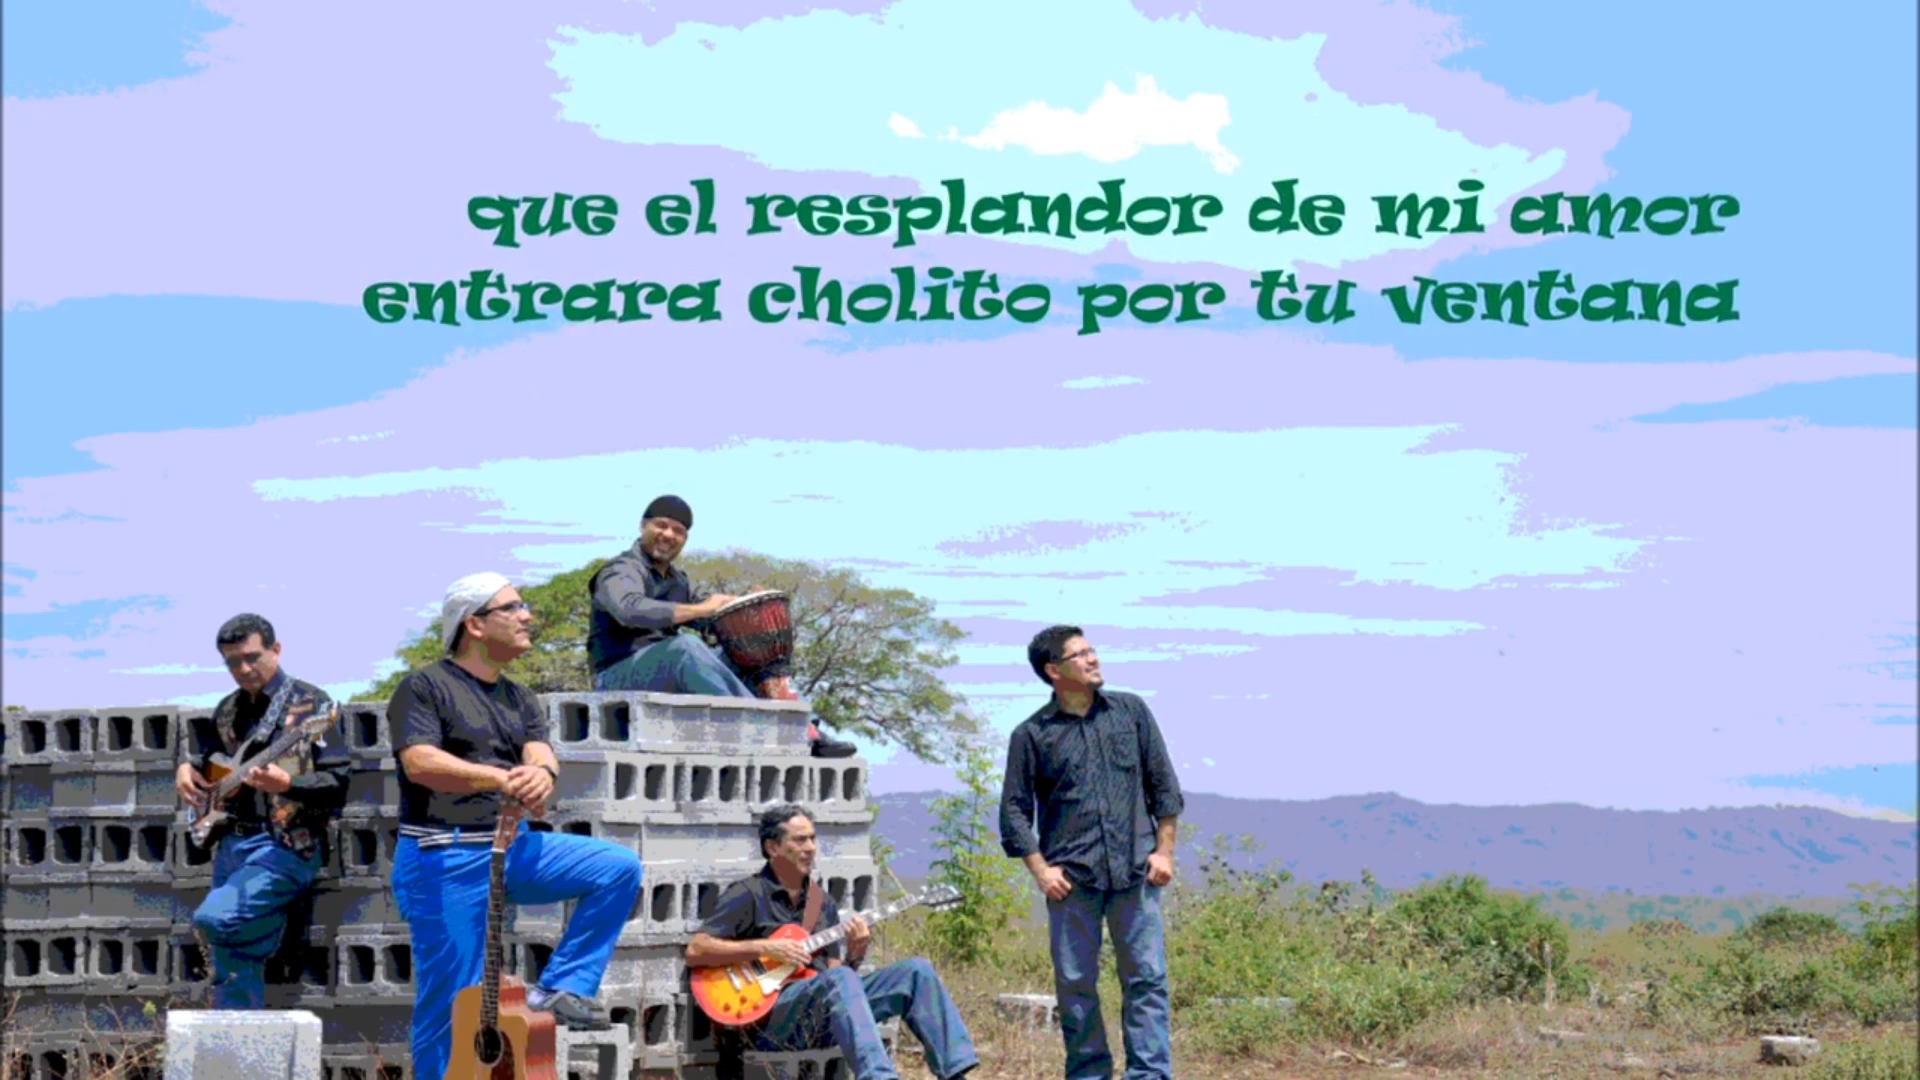 que el resplandor de mi amor
entrara cholito por tu ventana